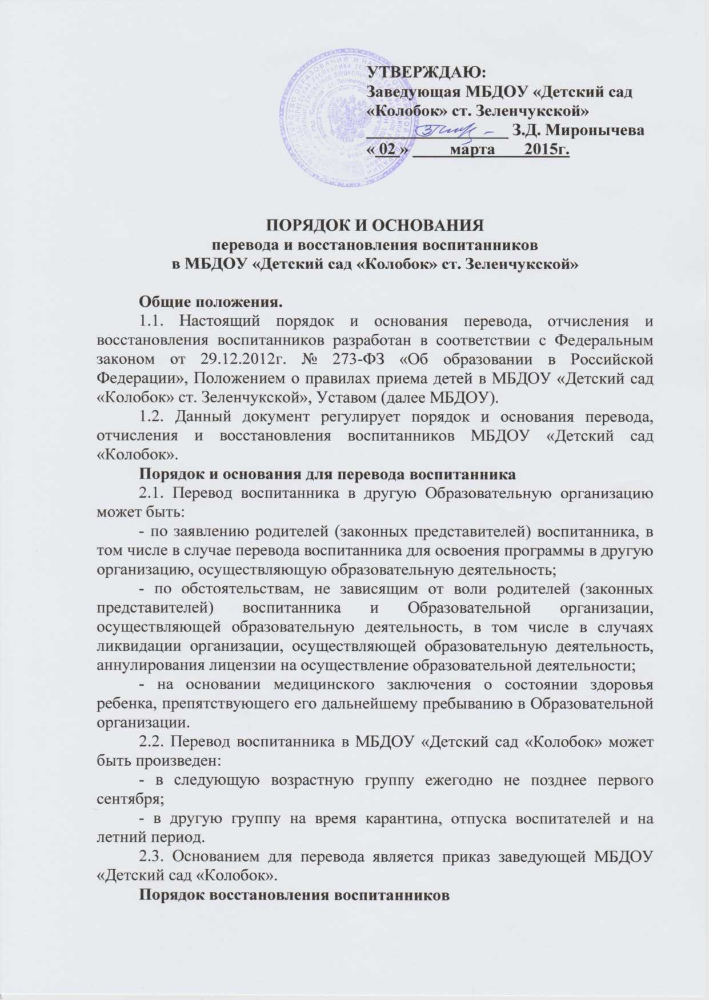 УТВЕРЖДАЮ:
Заведующая МБДОУ «Детский сад
«Колобок» ст. Зеленчукской»
_________________ З.Д. Миронычева
« 02 » марта 2015г.
ПОРЯДОК И ОСНОВАНИЯ
перевода и восстановления воспитанников
в МБДОУ «Детский сад «Колобок» ст. Зеленчукской»
Общие положения.
1.1. Настоящий порядок и основания перевода, отчисления и
восстановления воспитанников разработан в соответствии с Федеральным
законом от 29.12.2012г. № 273-ФЗ «Об образовании в Российской
Федерации», Положением о правилах приема детей в МБДОУ «Детский сад
«Колобок» ст. Зеленчукской», Уставом (далее МБДОУ).
1.2. Данный документ регулирует порядок и основания перевода,
отчисления и восстановления воспитанников МБДОУ «Детский сад
«Колобок».
Порядок и основания для перевода воспитанника
2.1. Перевод воспитанника в другую Образовательную организацию
может быть:
- по заявлению родителей (законных представителей) воспитанника, в
том числе в случае перевода воспитанника для освоения программы в другую
организацию, осуществляющую образовательную деятельность;
- по обстоятельствам, не зависящим от воли родителей (законных
представителей) воспитанника и Образовательной организации,
осуществляющей образовательную деятельность, в том числе в случаях
ликвидации организации, осуществляющей образовательную деятельность,
аннулирования лицензии на осуществление образовательной деятельности;
- на основании медицинского заключения о состоянии здоровья
ребенка, препятствующего его дальнейшему пребыванию в Образовательной
организации.
2.2. Перевод воспитанника в МБДОУ «Детский сад «Колобок» может
быть произведен:
- в следующую возрастную группу ежегодно не позднее первого
сентября;
- в другую группу на время карантина, отпуска воспитателей и на
летний период.
2.3. Основанием для перевода является приказ заведующей МБДОУ
«Детский сад «Колобок».
Порядок восстановления воспитанников